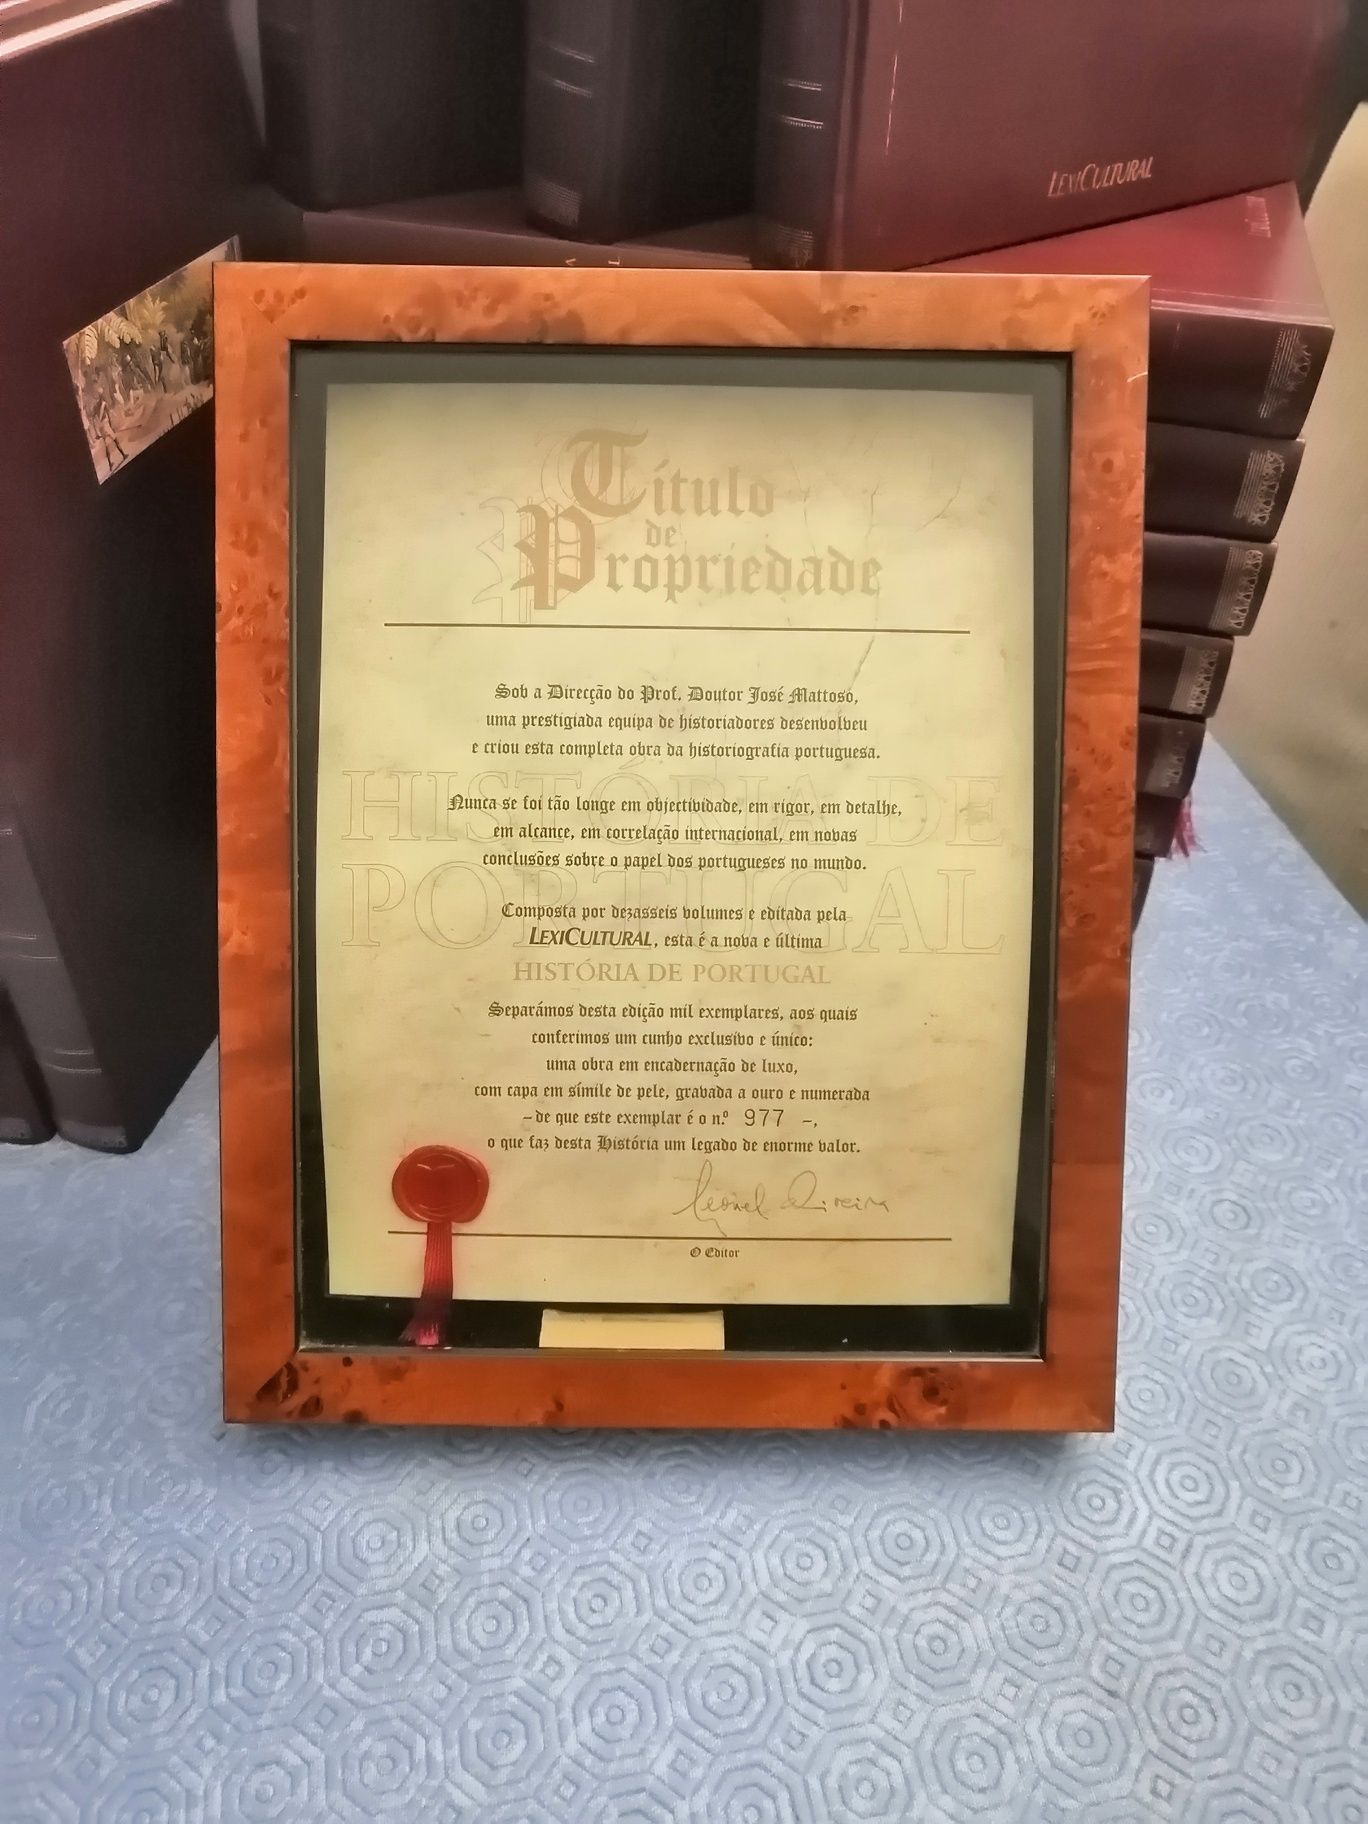 LEXICULTURAL
Título
de
Propriedade
Sob a Direcção do Prof. Doutor José Mattoso,
uma prestigiada equipa de historiadores desenvolveu
e criou esta completa obra da historiografia portuguesa.
HISTÓRIA DE
PORTUGAL
Nunca se foi tão longe em objectividade, em rigor, em detalhe,
em alcance, em correlação internacional, em novas
conclusões sobre o papel dos portugueses no mundo.
Composta por dezasseis volumes e editada pela
LEXICULTURAL, esta é a nova e última
HISTÓRIA DE PORTUGAL
Separámos desta edição mil exemplares, aos quais
conferimos um cunho exclusivo e único:
uma obra em encadernação de luxo,
com capa em símile de pele, gravada a ouro e numerada
– de que este exemplar é o n.º 977 –,
o que faz desta História um legado de enorme valor.
O Editor